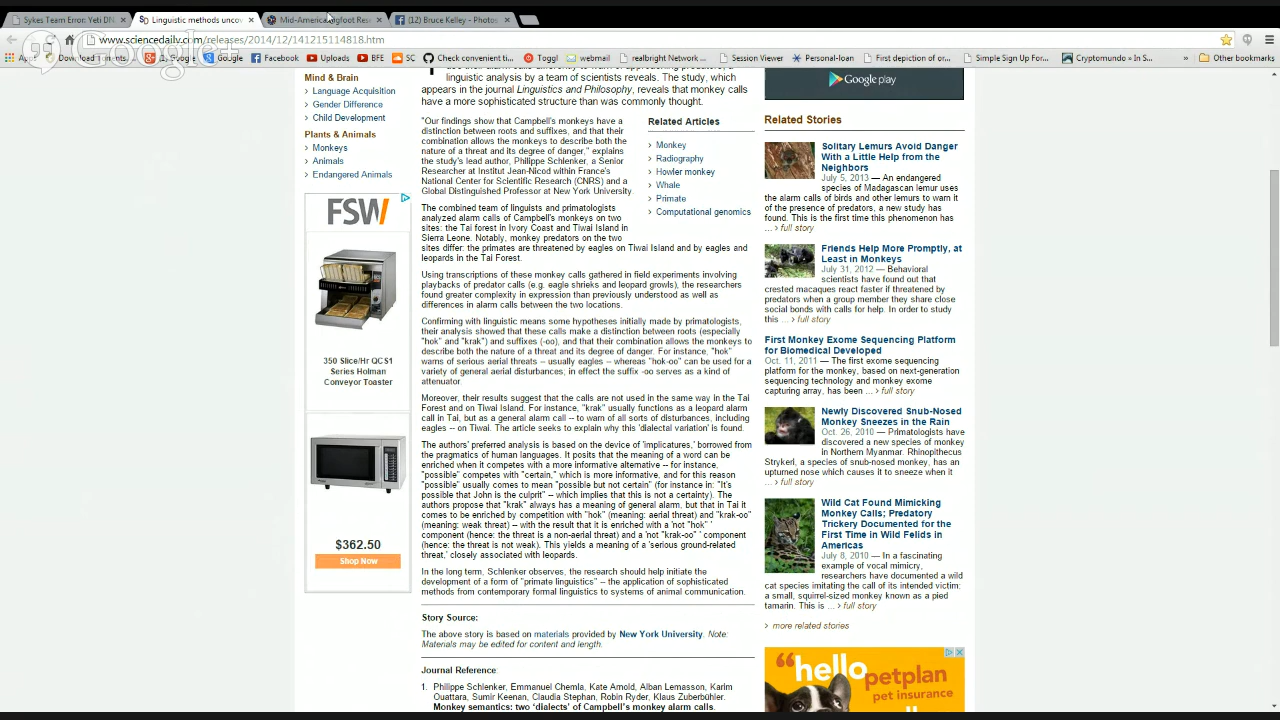 Sykes Team Error: Yeti DN
Linguistic methods uncov
Mid-America Bigfoot Rese
(12) Bruce Kelley - Photos
www.sciencedaily.com/releases/2014/12/141215114818.htm
Google+
Apps
Download Torrents
(1) Google
Google
Facebook
Uploads
BFE
SC
Check convenient ti...
Toggl
webmail
realbright Network ...
Session Viewer
Personal-loan
First depiction of or...
Simple Sign Up For...
Cryptomundo » In S...
»
Other bookmarks
Mind & Brain
› Language Acquisition
› Gender Difference
› Child Development
Plants & Animals
› Monkeys
› Animals
› Endangered Animals
FSW
350 Slice/Hr QCS1
Series Holman
Conveyor Toaster
$362.50
Shop Now
linguistic analysis by a team of scientists reveals. The study, which
appears in the journal Linguistics and Philosophy, reveals that monkey calls
have a more sophisticated structure than was commonly thought.
"Our findings show that Campbell's monkeys have a
distinction between roots and suffixes, and that their
combination allows the monkeys to describe both the
nature of a threat and its degree of danger," explains
the study's lead author, Philippe Schlenker, a Senior
Researcher at Institut Jean-Nicod within France's
National Center for Scientific Research (CNRS) and a
Global Distinguished Professor at New York University.
The combined team of linguists and primatologists
analyzed alarm calls of Campbell's monkeys on two
sites: the Tai forest in Ivory Coast and Tiwai Island in
Sierra Leone. Notably, monkey predators on the two
sites differ: the primates are threatened by eagles on Tiwai Island and by eagles and
leopards in the Tai Forest.
Using transcriptions of these monkey calls gathered in field experiments involving
playbacks of predator calls (e.g. eagle shrieks and leopard growls), the researchers
found greater complexity in expression than previously understood as well as
differences in alarm calls between the two locations.
Confirming with linguistic means some hypotheses initially made by primatologists,
their analysis showed that these calls make a distinction between roots (especially
"hok" and "krak") and suffixes (-oo), and that their combination allows the monkeys to
describe both the nature of a threat and its degree of danger. For instance, "hok"
warns of serious aerial threats -- usually eagles -- whereas "hok-oo" can be used for a
variety of general aerial disturbances; in effect the suffix -oo serves as a kind of
attenuator.
Moreover, their results suggest that the calls are not used in the same way in the Tai
Forest and on Tiwai Island. For instance, "krak" usually functions as a leopard alarm
call in Tai, but as a general alarm call -- to warn of all sorts of disturbances, including
eagles -- on Tiwai. The article seeks to explain why this 'dialectal variation' is found.
The authors' preferred analysis is based on the device of 'implicatures,' borrowed from
the pragmatics of human languages. It posits that the meaning of a word can be
enriched when it competes with a more informative alternative -- for instance,
"possible" competes with "certain," which is more informative, and for this reason
"possible" usually comes to mean "possible but not certain" (for instance in: "It's
possible that John is the culprit" -- which implies that this is not a certainty). The
authors propose that "krak" always has a meaning of general alarm, but that in Tai it
comes to be enriched by competition with "hok" (meaning: aerial threat) and "krak-oo"
(meaning: weak threat) -- with the result that it is enriched with a 'not "hok" '
component (hence: the threat is a non-aerial threat) and a 'not "krak-oo" ' component
(hence: the threat is not weak). This yields a meaning of a 'serious ground-related
threat,' closely associated with leopards.
In the long term, Schlenker observes, the research should help initiate the
development of a form of "primate linguistics" -- the application of sophisticated
methods from contemporary formal linguistics to systems of animal communication.
Story Source:
The above story is based on materials provided by New York University. Note:
Materials may be edited for content and length.
Journal Reference:
1. Philippe Schlenker, Emmanuel Chemla, Kate Arnold, Alban Lemasson, Karim
Ouattara, Sumir Keenan, Claudia Stephan, Robin Ryder, Klaus Zuberbühler.
Monkey semantics: two 'dialects' of Campbell's monkey alarm calls.
Related Articles
› Monkey
› Radiography
› Howler monkey
› Whale
› Primate
› Computational genomics
Google play
Related Stories
Solitary Lemurs Avoid Danger
With a Little Help from the
Neighbors
July 5, 2013 — An endangered
species of Madagascan lemur uses
the alarm calls of birds and other lemurs to warn it
of the presence of predators, a new study has
found. This is the first time this phenomenon has
... › full story
Friends Help More Promptly, at
Least in Monkeys
July 31, 2012 — Behavioral
scientists have found out that
crested macaques react faster if threatened by
predators when a group member they share close
social bonds with calls for help. In order to study
this ... › full story
First Monkey Exome Sequencing Platform
for Biomedical Developed
Oct. 11, 2011 — The first exome sequencing
platform for the monkey, based on next-generation
sequencing technology and monkey exome
capturing array, has been ... › full story
Newly Discovered Snub-Nosed
Monkey Sneezes in the Rain
Oct. 26, 2010 — Primatologists have
discovered a new species of monkey
in Northern Myanmar. Rhinopithecus
Strykeri, a species of snub-nosed monkey, has an
upturned nose which causes it to sneeze when it
... › full story
Wild Cat Found Mimicking
Monkey Calls; Predatory
Trickery Documented for the
First Time in Wild Felids in
Americas
July 8, 2010 — In a fascinating
example of vocal mimicry,
researchers have documented a wild
cat species imitating the call of its intended victim:
a small, squirrel-sized monkey known as a pied
tamarin. This is ... › full story
› more related stories
"hello
petplan
pet insurance